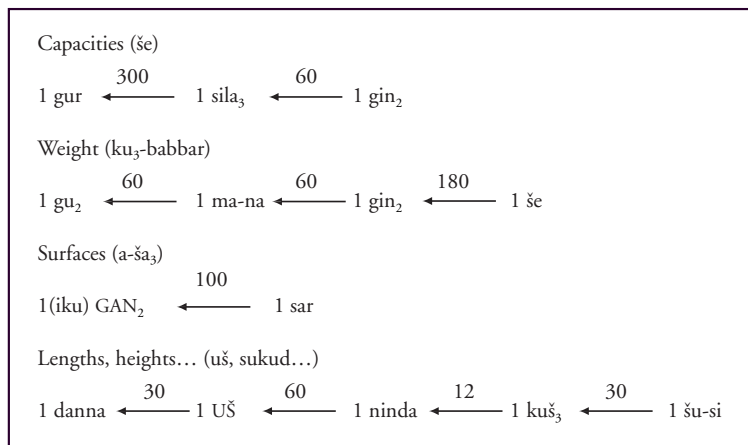 Capacities (še)
300 60
1 gur 1 sila₃ 1 gin₂
Weight (ku₃-babbar)
60 60 180
1 gu₂ 1 ma-na 1 gin₂ 1 še
Surfaces (a-ša₃)
100
1(iku) GAN₂ 1 sar
Lengths, heights… (uš, sukud…)
30 60 12 30
1 danna 1 UŠ 1 ninda 1 kuš₃ 1 šu-si